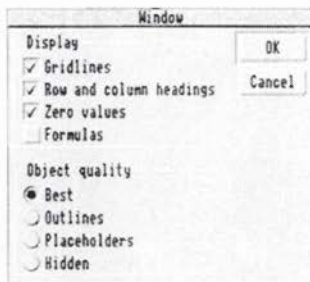 Window
Display
OK
Gridlines
Row and column headings
Cancel
Zero values
Formulas
Object quality
Best
Outlines
Placeholders
Hidden